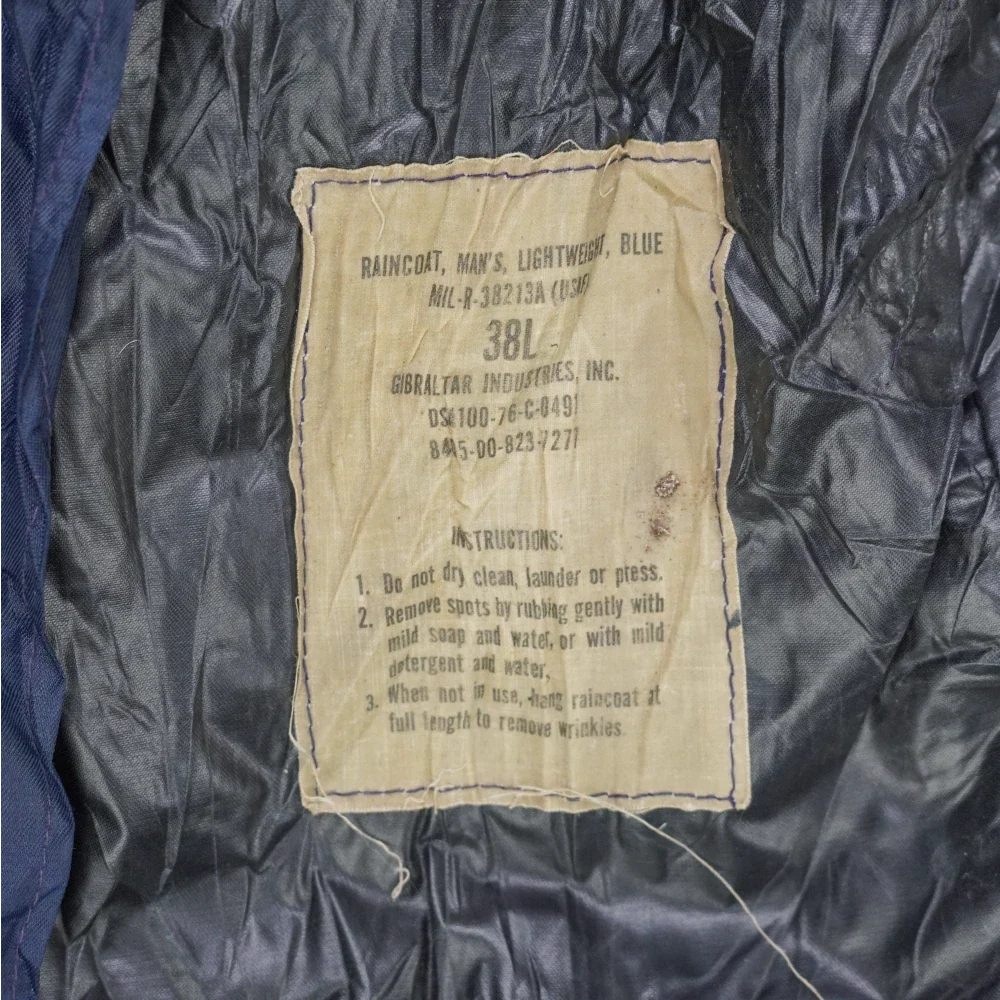 RAINCOAT, MAN'S, LIGHTWEIGHT, BLUE
MIL-R-38213A (USAF)
38L
GIBRALTAR INDUSTRIES, INC.
DSA100-76-C-0491
8415-00-823-7277
INSTRUCTIONS:
1. Do not dry clean, launder or press.
2. Remove spots by rubbing gently with
mild soap and water, or with mild
detergent and water.
3. When not in use, hang raincoat at
full length to remove wrinkles.